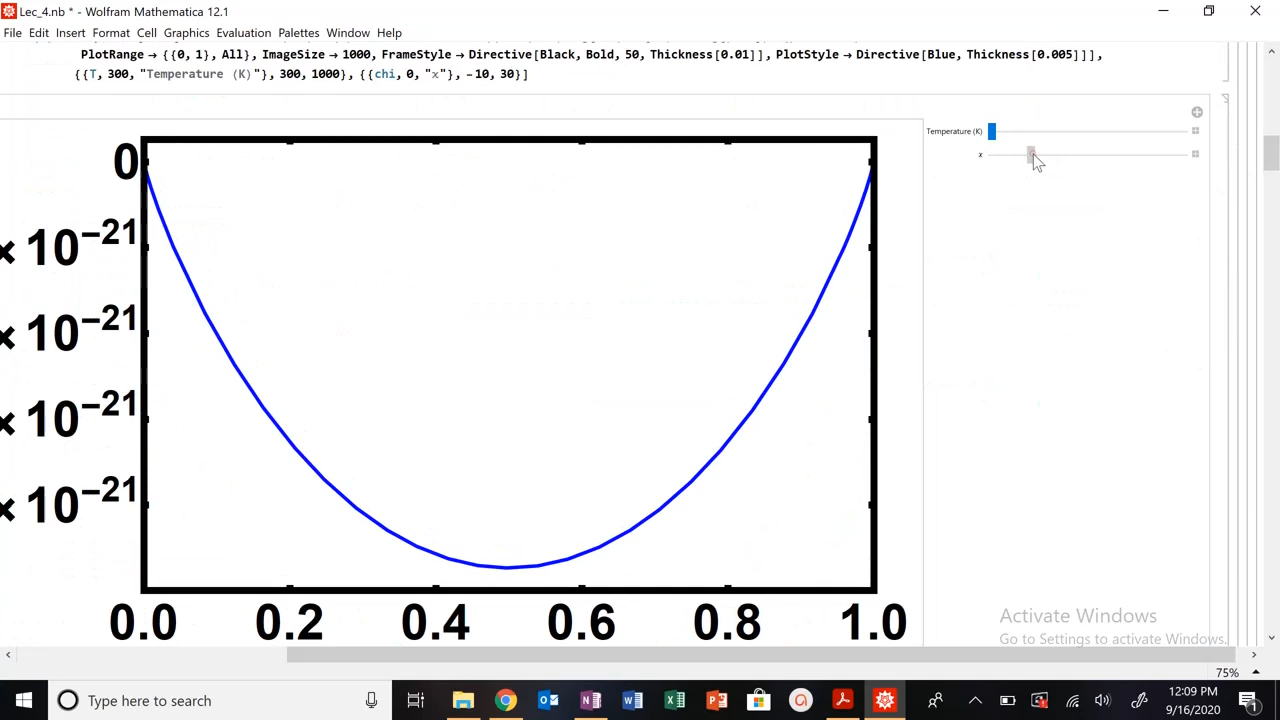 Lec_4.nb * - Wolfram Mathematica 12.1
File Edit Insert Format Cell Graphics Evaluation Palettes Window Help
PlotRange → {{0, 1}, All}, ImageSize → 1000, FrameStyle → Directive[Black, Bold, 50, Thickness[0.01]], PlotStyle → Directive[Blue, Thickness[0.005]]],
{{T, 300, "Temperature (K)"}, 300, 1000}, {{chi, 0, "x"}, -10, 30}]
Temperature (K)
x
0
× 10−21
× 10−21
× 10−21
× 10−21
0.0 0.2 0.4 0.6 0.8 1.0
Activate Windows
Go to Settings to activate Windows.
75%
Type here to search
12:09 PM
9/16/2020
1